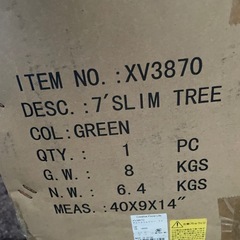 ITEM NO.:XV3870
DESC.:7'SLIM TREE
COL:GREEN
QTY.: 1 PC
G.W.: 8 KGS
N.W.: 6.4 KGS
MEAS.:40X9X14"